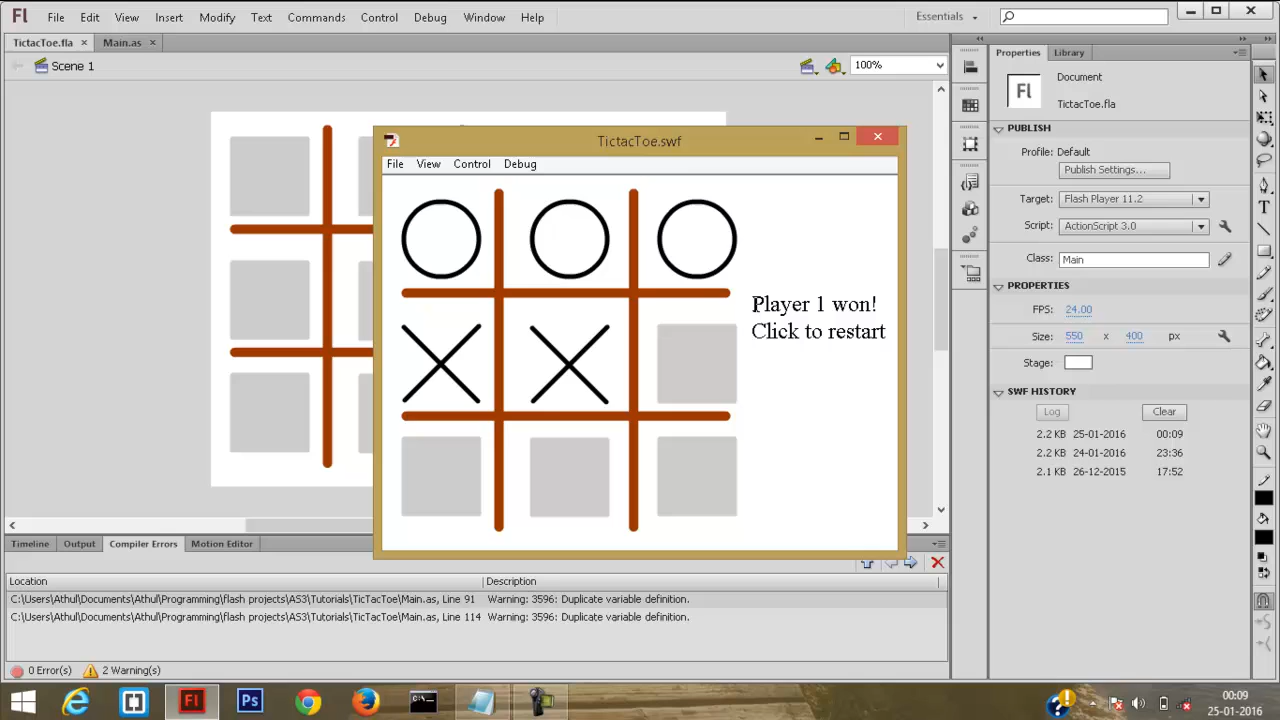 Fl File Edit View Insert Modify Text Commands Control Debug Window Help Essentials
TictacToe.fla × Main.as ×
Scene 1 100%
TictacToe.swf
File View Control Debug
Player 1 won!
Click to restart
Properties Library
Fl Document
TictacToe.fla
PUBLISH
Profile: Default
Publish Settings...
Target: Flash Player 11.2
Script: ActionScript 3.0
Class: Main
PROPERTIES
FPS: 24.00
Size: 550 x 400 px
Stage:
SWF HISTORY
Log Clear
2.2 KB 25-01-2016 00:09
2.2 KB 24-01-2016 23:36
2.1 KB 26-12-2015 17:52
Timeline Output Compiler Errors Motion Editor
Location Description
C:\Users\Athul\Documents\Athul\Programming\flash projects\AS3\Tutorials\TicTacToe\Main.as, Line 91 Warning: 3596: Duplicate variable definition.
C:\Users\Athul\Documents\Athul\Programming\flash projects\AS3\Tutorials\TicTacToe\Main.as, Line 114 Warning: 3596: Duplicate variable definition.
0 Error(s) 2 Warning(s)
Fl Ps
00:09
25-01-2016